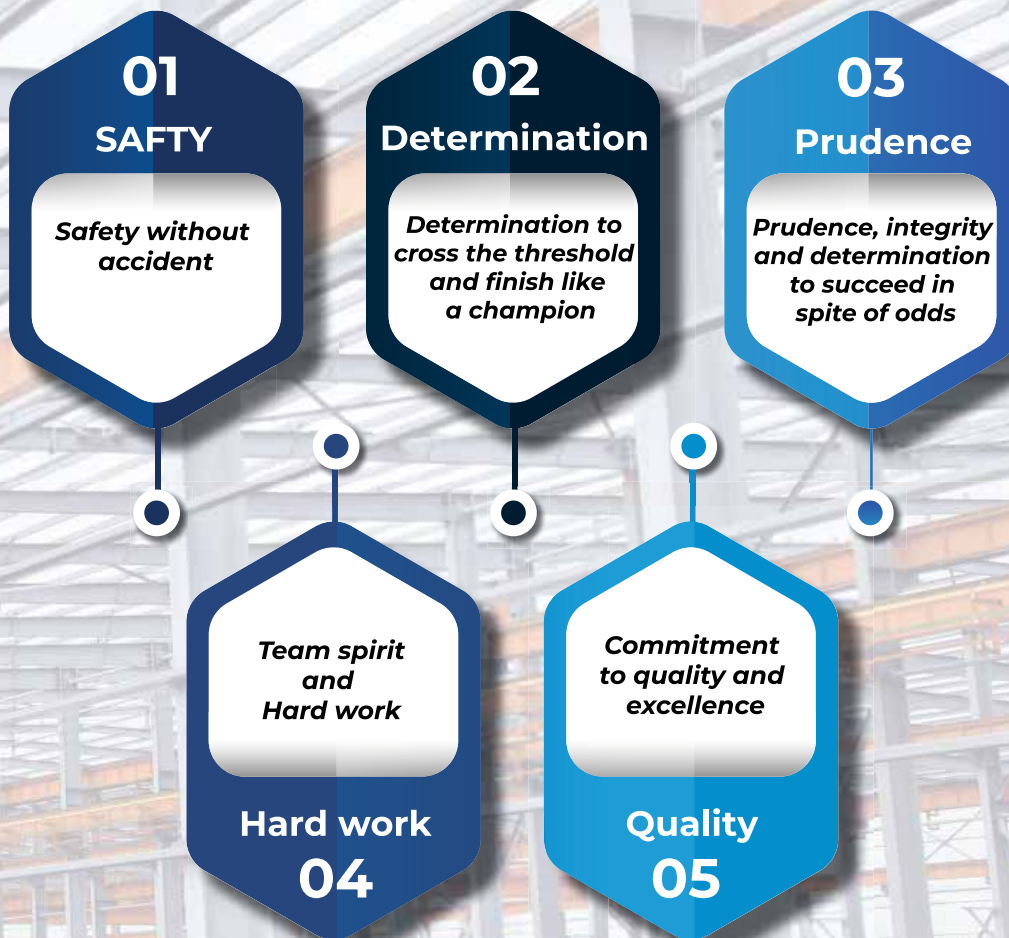 01
SAFTY
Safety without
accident
02
Determination
Determination to
cross the threshold
and finish like
a champion
03
Prudence
Prudence, integrity
and determination
to succeed in
spite of odds
Team spirit
and
Hard work
Hard work
04
Commitment
to quality and
excellence
Quality
05